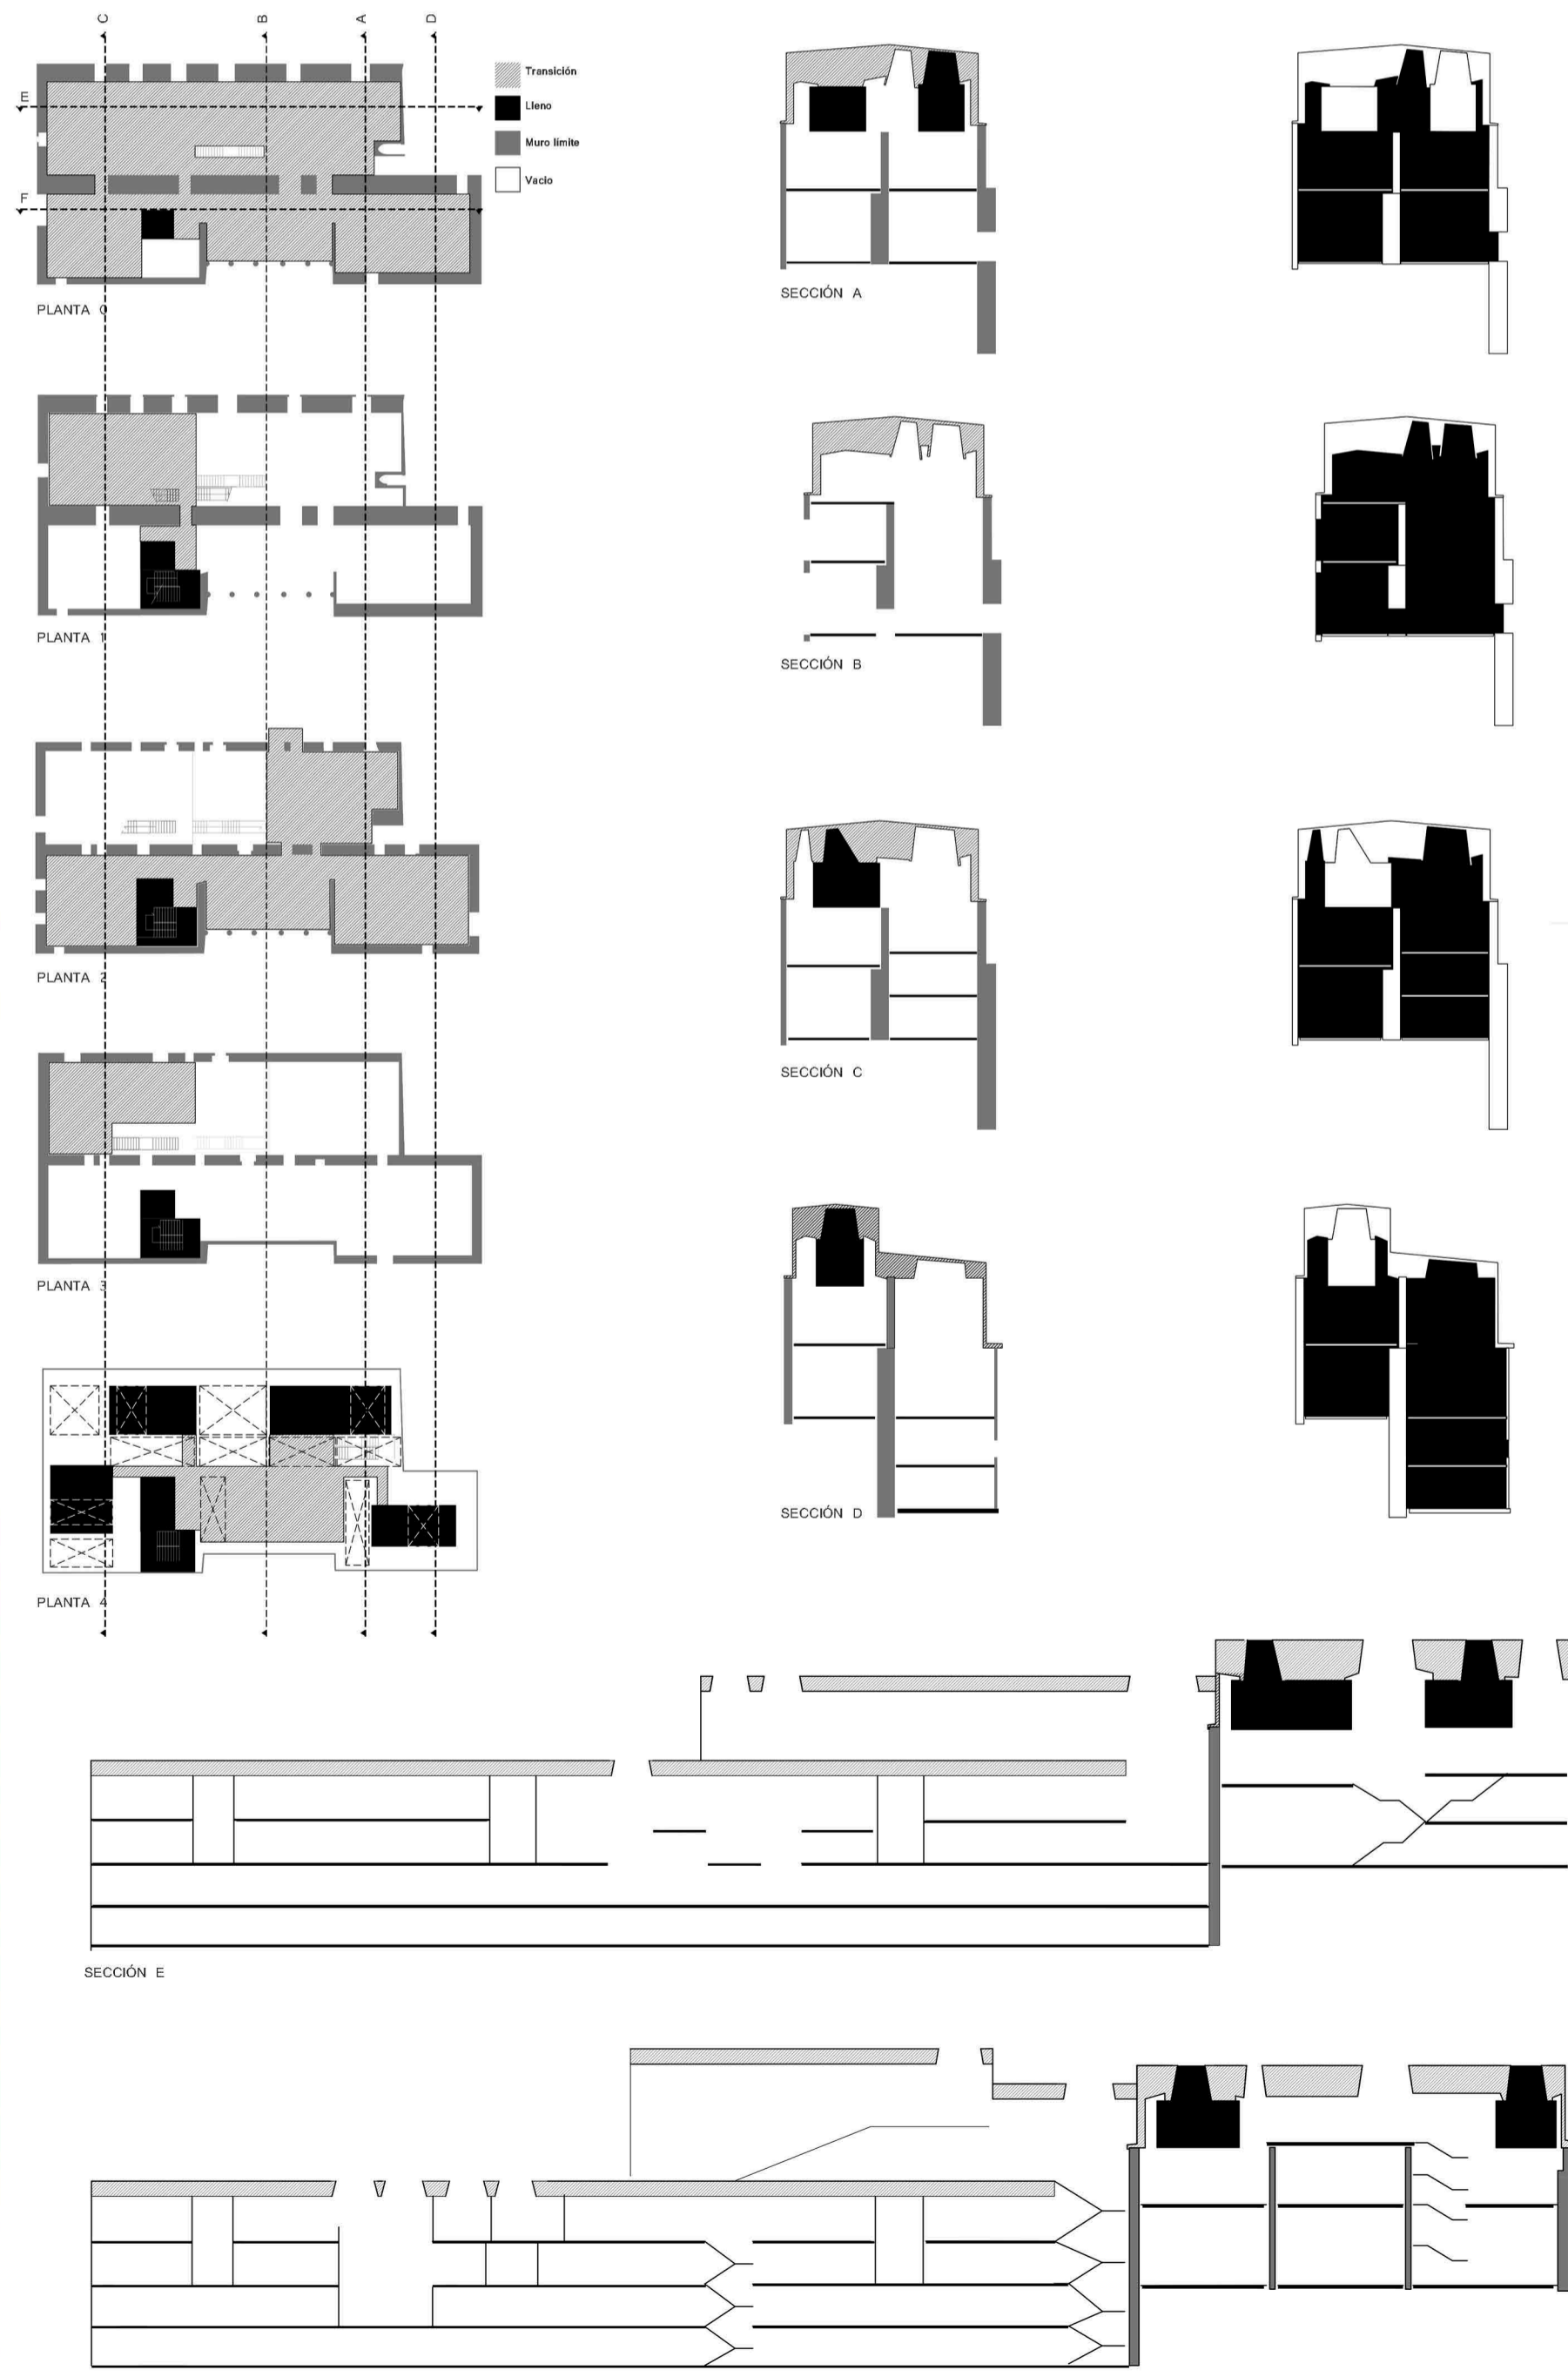 C
B
A
D
E
F
Transición
Lleno
Muro límite
Vacio
PLANTA 0
SECCIÓN A
PLANTA 1
SECCIÓN B
PLANTA 2
SECCIÓN C
PLANTA 3
SECCIÓN D
PLANTA 4
SECCIÓN E